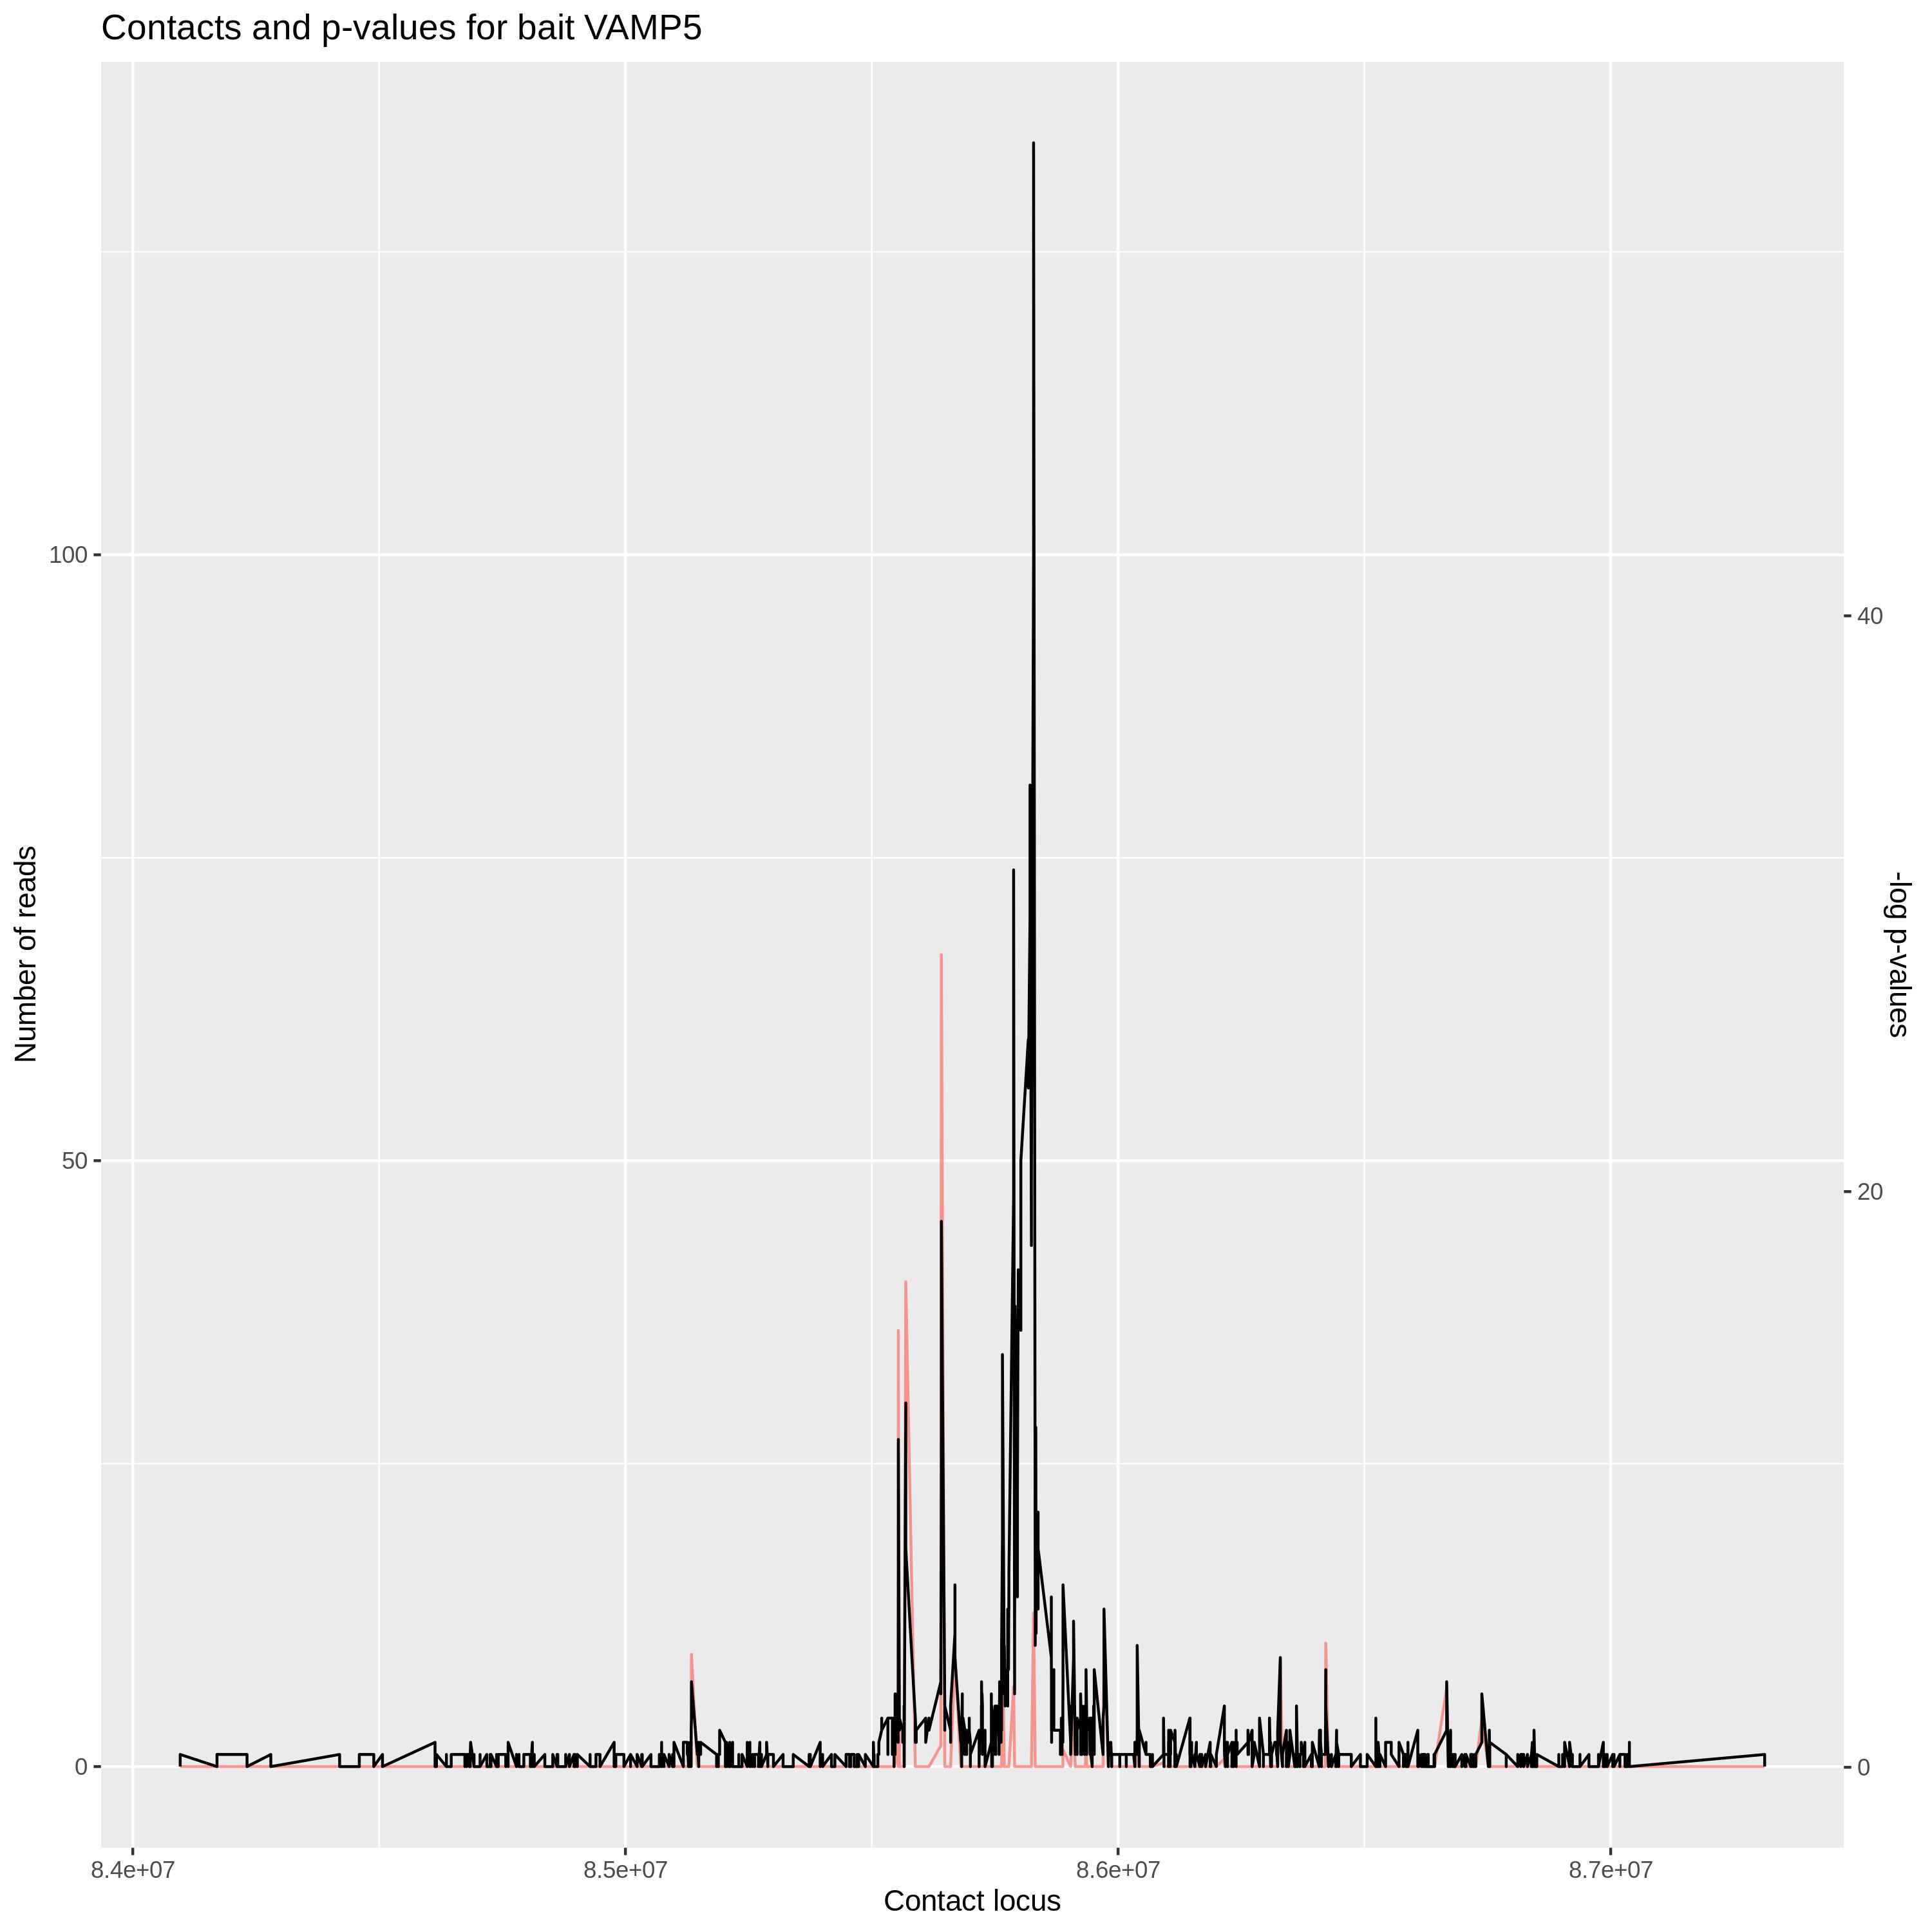 Contacts and p-values for bait VAMP5
100
50
0
Number of reads
40
20
0
-log p-values
8.4e+07 8.5e+07 8.6e+07 8.7e+07
Contact locus